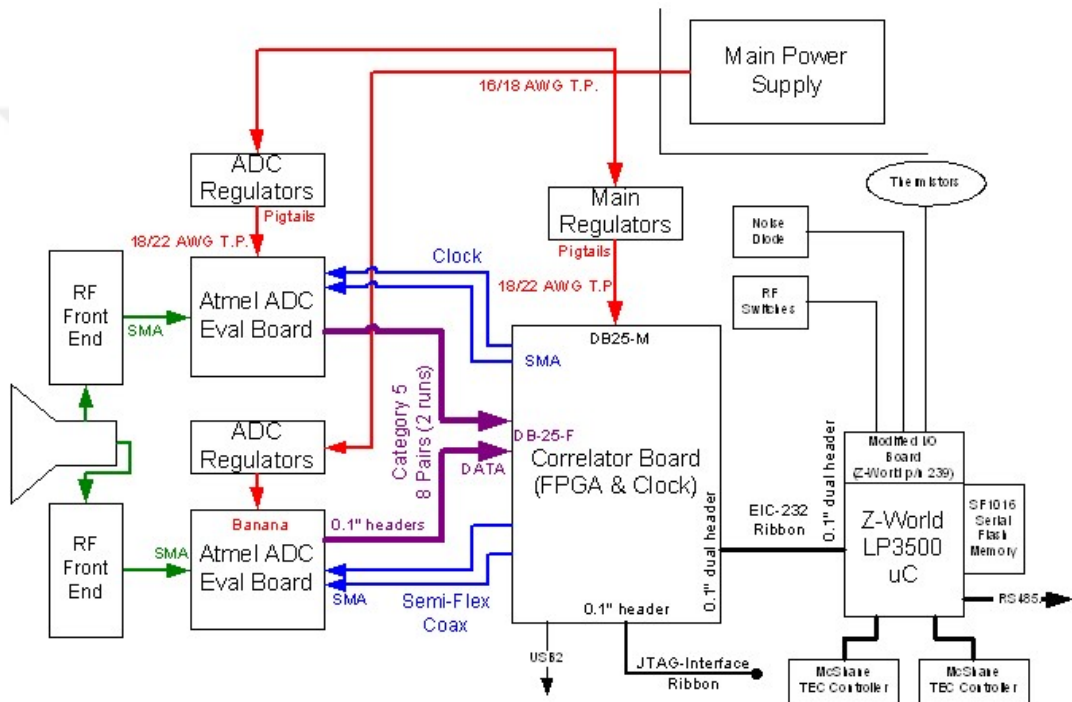 Main Power
Supply
16/18 AWG T.P.
ADC
Regulators
Pigtails
18/22 AWG T.P.
Main
Regulators
Pigtails
18/22 AWG T.P
Thermistors
Noise
Diode
RF
Switches
RF
Front
End
SMA
Atmel ADC
Eval Board
Clock
SMA
DB25-M
Category 5
8 Pairs (2 runs)
DB-25-F
DATA
Correlator Board
(FPGA & Clock)
0.1" dual header
0.1" header
ADC
Regulators
Banana
Atmel ADC
Eval Board
0.1" headers
SMA
Semi-Flex
Coax
RF
Front
End
SMA
EIC-232
Ribbon
0.1" dual header
Modified I/O
Board
(Z-World p/n 239)
Z-World
LP3500
uC
SF1016
Serial
Flash
Memory
RS485
USB2
JTAG-Interface
Ribbon
McShane
TEC Controller
McShane
TEC Controller